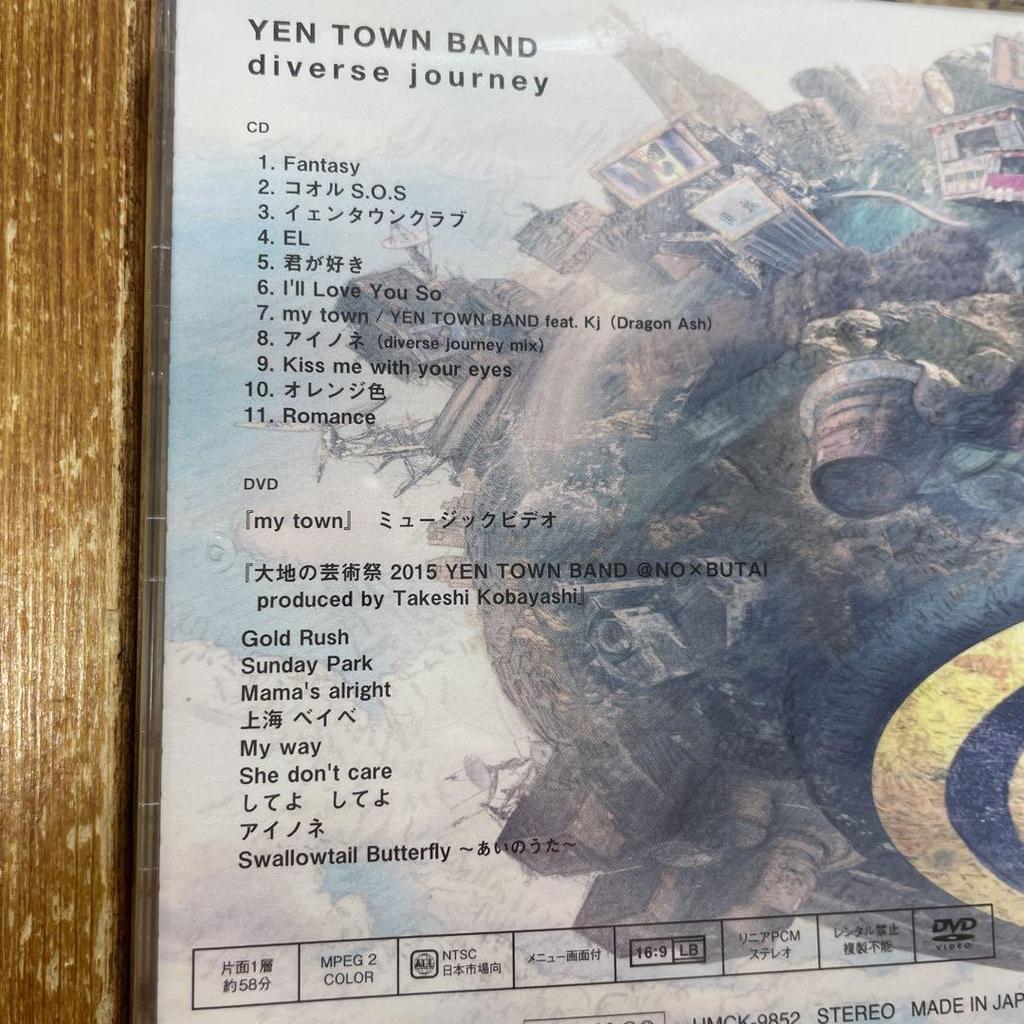 YEN TOWN BAND
diverse journey
CD
1. Fantasy
2. コオルS.O.S
3. イェンタウンクラブ
4. EL
5. 君が好き
6. I'll Love You So
7. my town / YEN TOWN BAND feat. Kj (Dragon Ash)
8. アイノネ (diverse journey mix)
9. Kiss me with your eyes
10. オレンジ色
11. Romance
DVD
『my town』 ミュージックビデオ
『大地の芸術祭 2015 YEN TOWN BAND @NO×BUTAI
produced by Takeshi Kobayashi』
Gold Rush
Sunday Park
Mama's alright
上海 ベイベ
My way
She don't care
してよ してよ
アイノネ
Swallowtail Butterfly ～あいのうた～
片面1層
約58分
MPEG 2
COLOR
ALL
NTSC
日本市場向
メニュー画面付
16:9 LB
リニアPCM
ステレオ
レンタル禁止
複製不能
DVD
VIDEO
UMCK-9852 STEREO MADE IN JAP